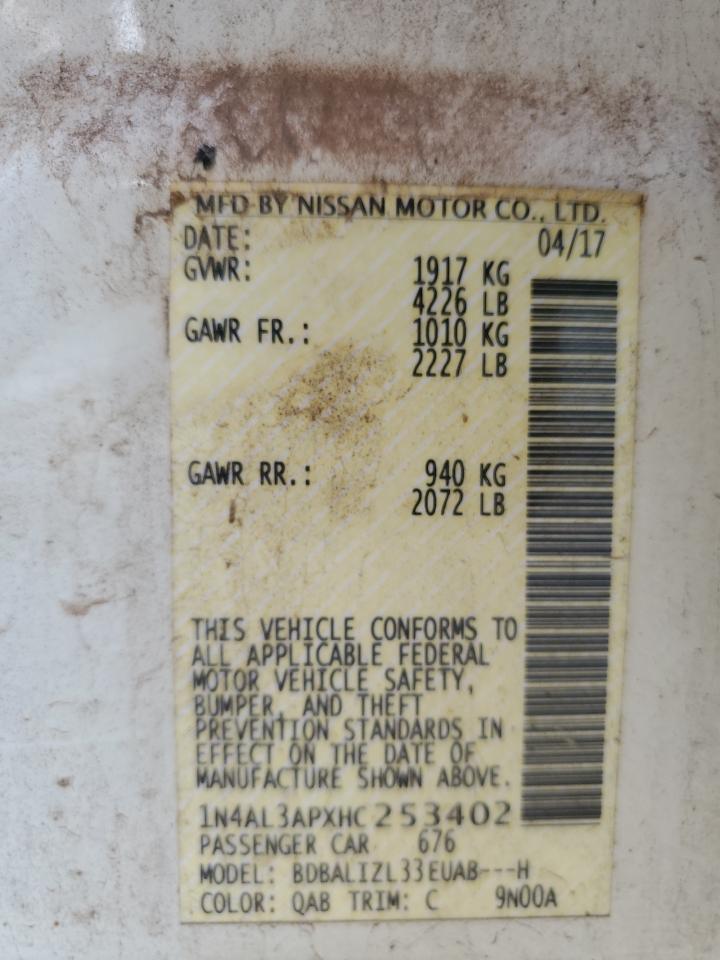 MFD BY NISSAN MOTOR CO., LTD.
DATE: 04/17
GVWR: 1917 KG
4226 LB
GAWR FR.: 1010 KG
2227 LB
GAWR RR.: 940 KG
2072 LB
THIS VEHICLE CONFORMS TO
ALL APPLICABLE FEDERAL
MOTOR VEHICLE SAFETY,
BUMPER, AND THEFT
PREVENTION STANDARDS IN
EFFECT ON THE DATE OF
MANUFACTURE SHOWN ABOVE.
1N4AL3APXHC253402
PASSENGER CAR 676
MODEL: BDBALIZL33EUAB---H
COLOR: QAB TRIM: C 9N00A